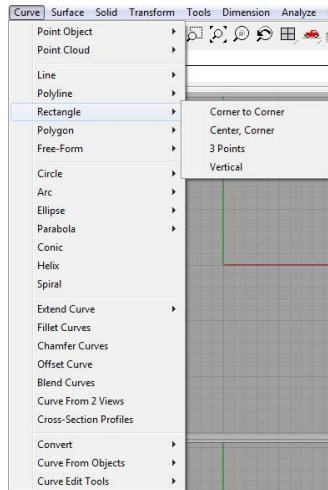 Curve Surface Solid Transform Tools Dimension Analyze
Point Object
Point Cloud
Line
Polyline
Rectangle
Corner to Corner
Center, Corner
3 Points
Vertical
Polygon
Free-Form
Circle
Arc
Ellipse
Parabola
Conic
Helix
Spiral
Extend Curve
Fillet Curves
Chamfer Curves
Offset Curve
Blend Curves
Curve From 2 Views
Cross-Section Profiles
Convert
Curve From Objects
Curve Edit Tools